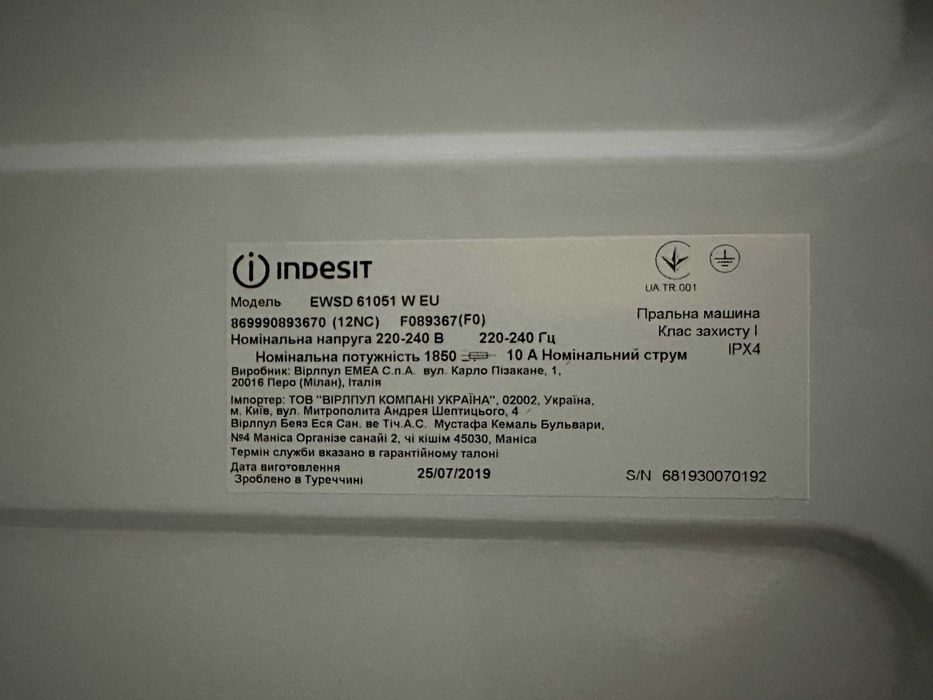 INDESIT
UA.TR.001
Модель EWSD 61051 W EU
869990893670 (12NC) F089367(F0)
Пральна машина
Клас захисту I
IPX4
Номінальна напруга 220-240 В 220-240 Гц
Номінальна потужність 1850 10 А Номінальний струм
Виробник: Вірлпул EMEA С.п.А. вул. Карло Пізакане, 1,
20016 Перо (Мілан), Італія
Імпортер: ТОВ "ВІРЛПУЛ КОМПАНІ УКРАЇНА", 02002, Україна,
м. Київ, вул. Митрополита Андрея Шептицького, 4
Вірлпул Беяз Еся Сан. ве Тіч.А.С. Мустафа Кемаль Бульвари,
№4 Маніса Організе санайі 2, чі кішім 45030, Маніса
Термін служби вказано в гарантійному талоні
Дата виготовлення 25/07/2019
Зроблено в Туреччині
S/N 681930070192